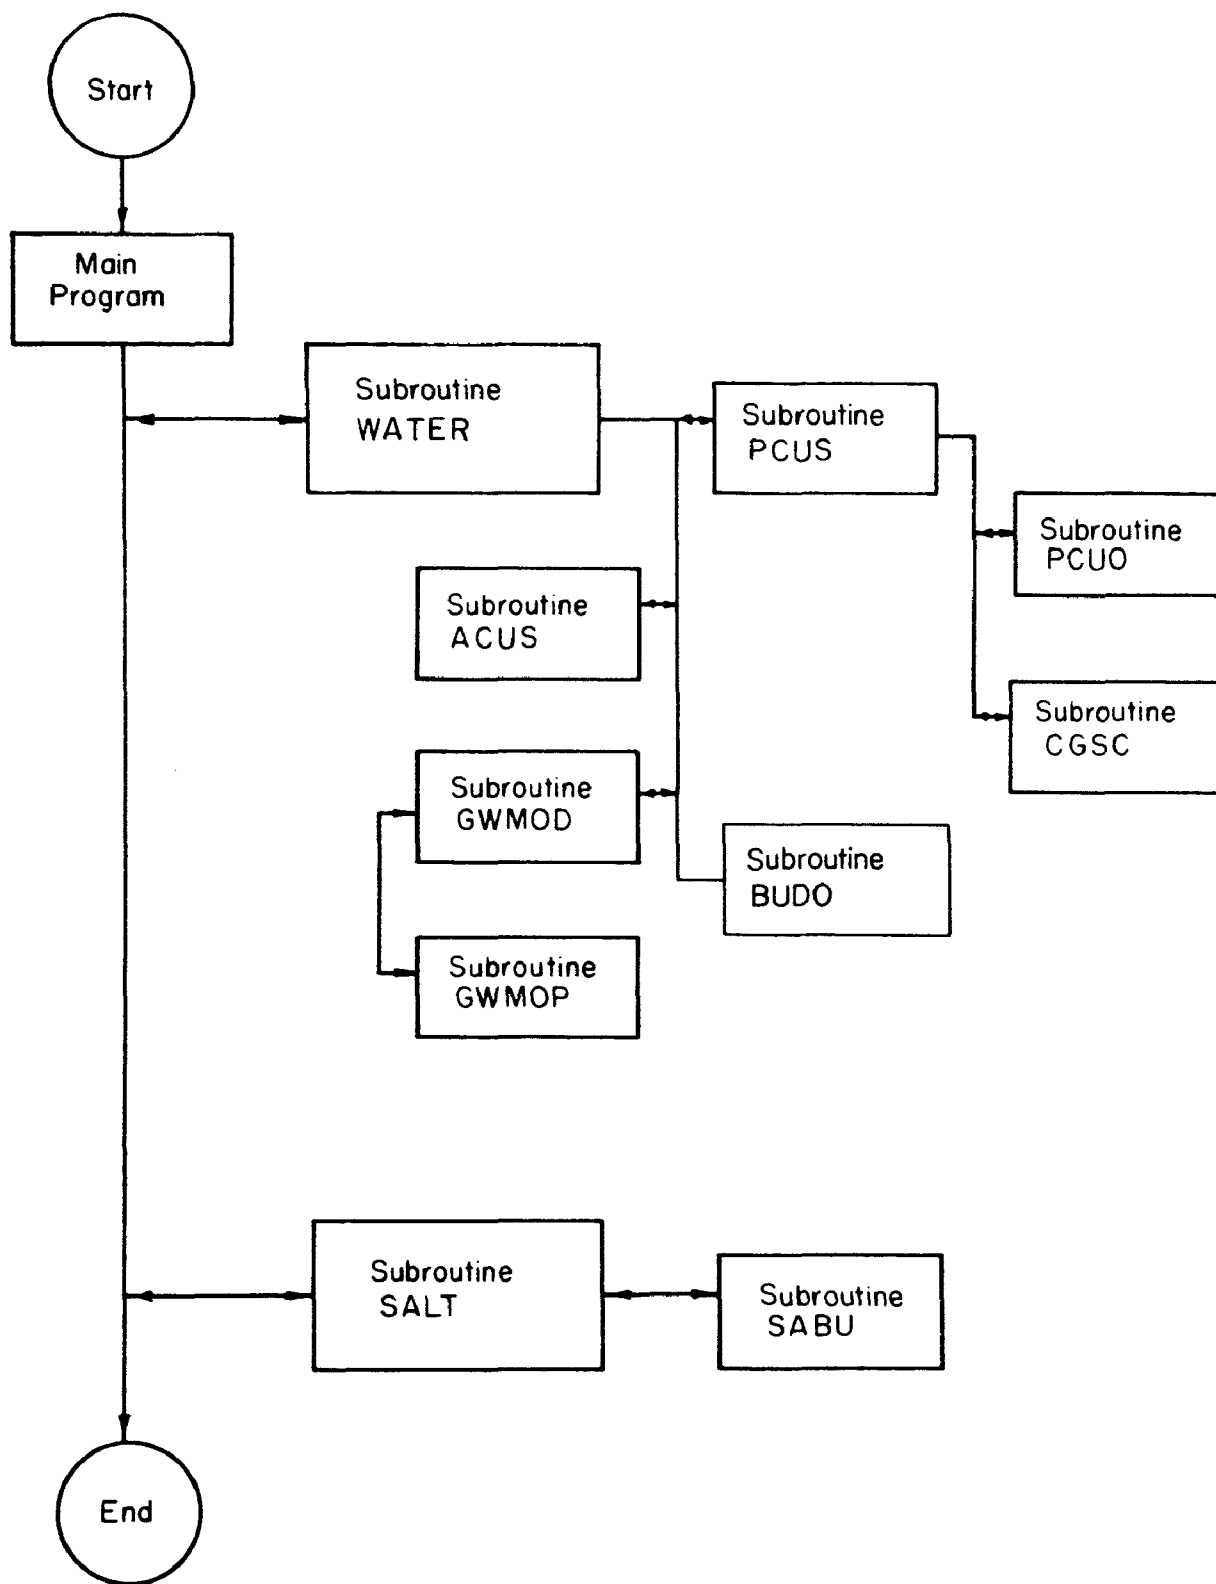 Start
Main
Program
Subroutine
WATER
Subroutine
PCUS
Subroutine
PCUO
Subroutine
ACUS
Subroutine
CGSC
Subroutine
GWMOD
Subroutine
BUDO
Subroutine
GWMOP
Subroutine
SALT
Subroutine
SABU
End